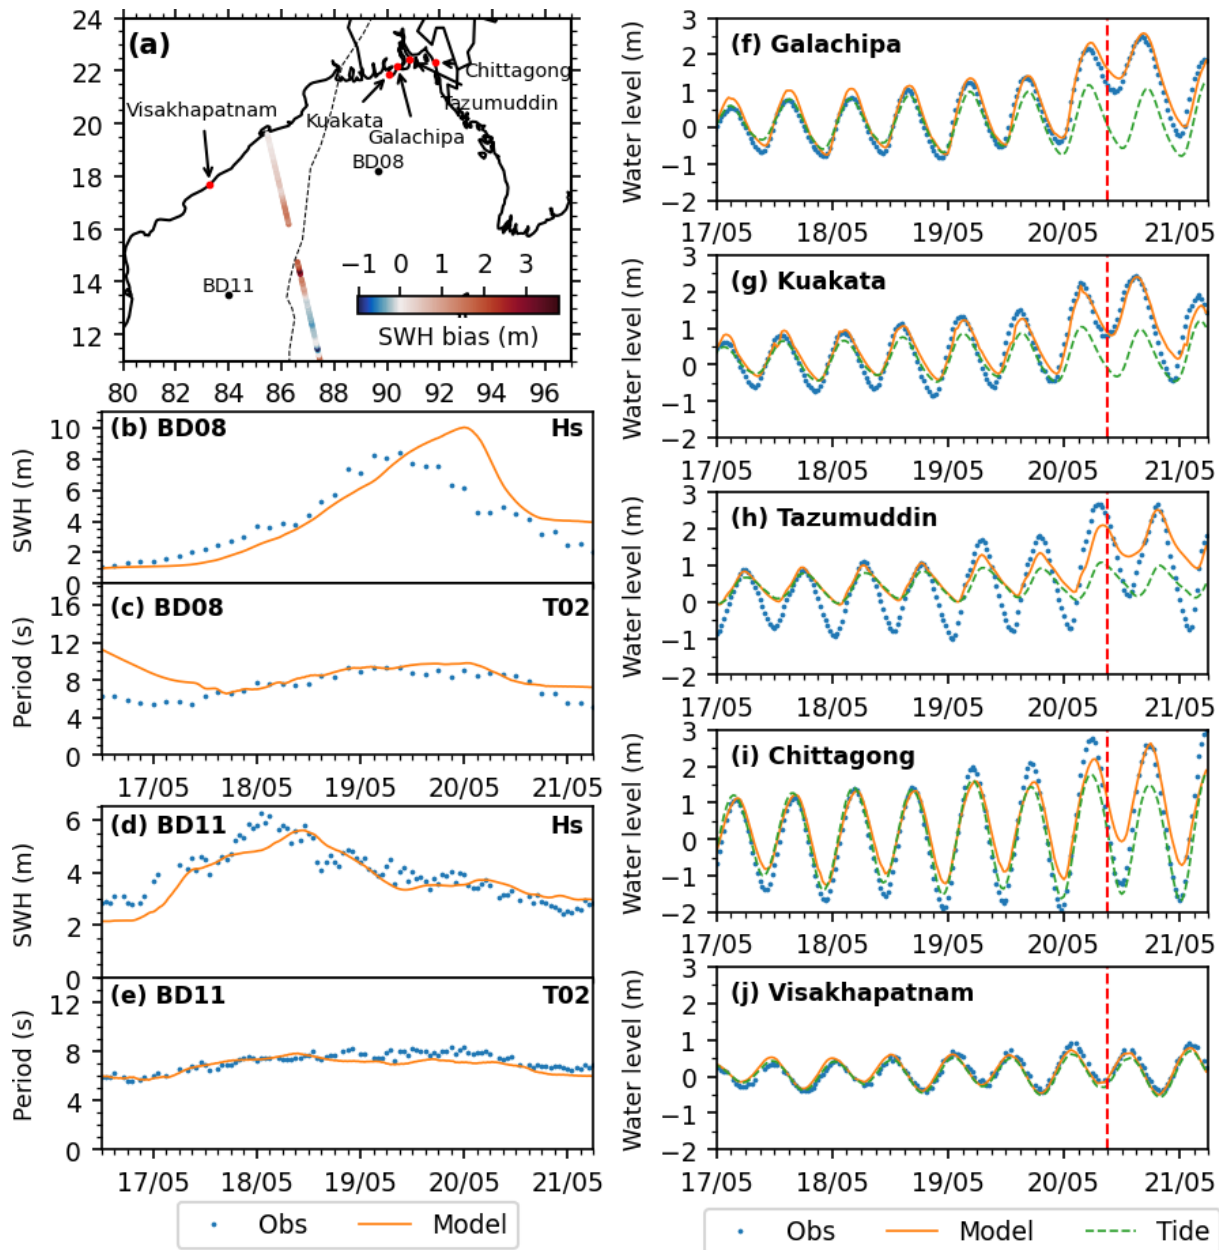 (a)
24
22
20
18
16
14
12
80 82 84 86 88 90 92 94 96
Visakhapatnam
Chittagong
Tazumuddin
Kuakata
Galachipa
BD08
BD11
−1 0 1 2 3
SWH bias (m)
(b) BD08 Hs
SWH (m)
10
8
6
4
2
0
(c) BD08 T02
Period (s)
16
12
8
4
0
17/05 18/05 19/05 20/05 21/05
(d) BD11 Hs
SWH (m)
6
4
2
0
(e) BD11 T02
Period (s)
12
8
4
0
17/05 18/05 19/05 20/05 21/05
Obs Model
(f) Galachipa
Water level (m)
3
2
1
0
−1
−2
17/05 18/05 19/05 20/05 21/05
(g) Kuakata
Water level (m)
3
2
1
0
−1
−2
17/05 18/05 19/05 20/05 21/05
(h) Tazumuddin
Water level (m)
3
2
1
0
−1
−2
17/05 18/05 19/05 20/05 21/05
(i) Chittagong
Water level (m)
3
2
1
0
−1
−2
17/05 18/05 19/05 20/05 21/05
(j) Visakhapatnam
Water level (m)
3
2
1
0
−1
−2
17/05 18/05 19/05 20/05 21/05
Obs Model Tide